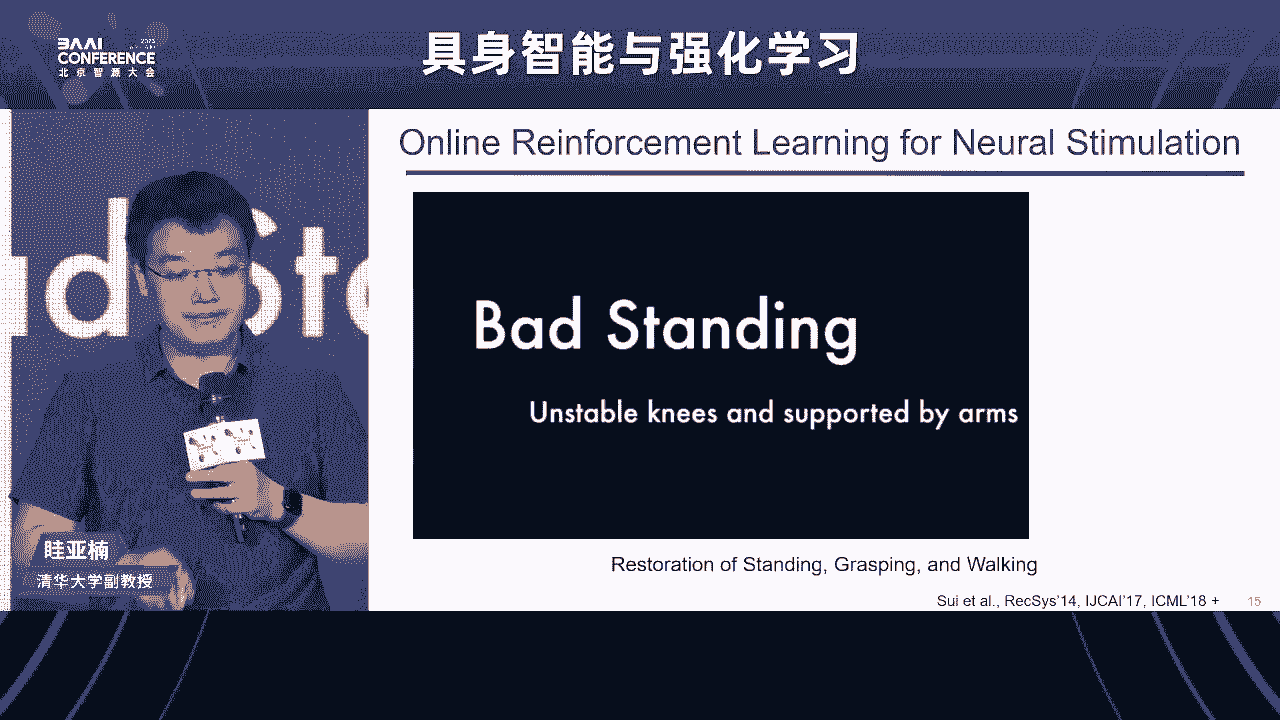 BAAI 2023
CONFERENCE
北京智源大会
具身智能与强化学习
Online Reinforcement Learning for Neural Stimulation
Bad Standing
Unstable knees and supported by arms
Restoration of Standing, Grasping, and Walking
Sui et al., RecSys'14, IJCAI'17, ICML'18 +
15
ad Sta
眭亚楠
清华大学副教授